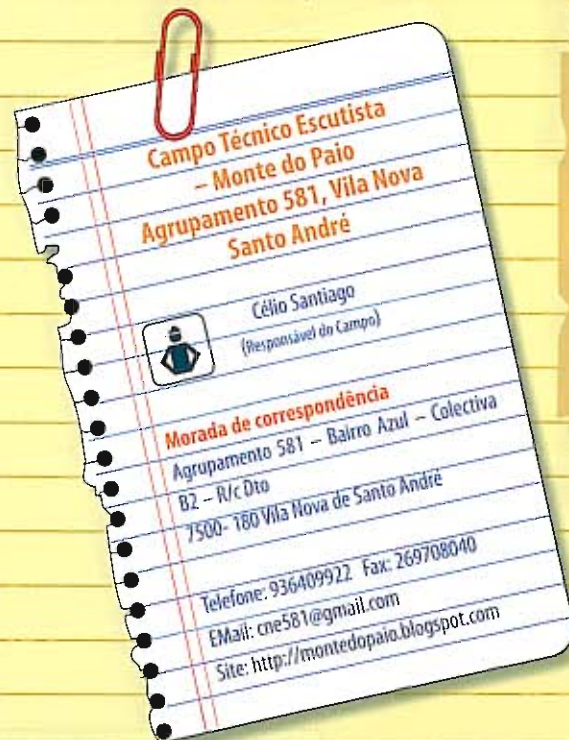 Campo Técnico Escutista
– Monte do Paio
Agrupamento 581, Vila Nova
Santo André
Célio Santiago
(Responsável do Campo)
Morada de correspondência
Agrupamento 581 – Bairro Azul – Colectiva
B2 – R/c Dto
7500- 180 Vila Nova de Santo André
Telefone: 936409922 Fax: 269708040
EMail: cne581@gmail.com
Site: http://montedopaio.blogspot.com